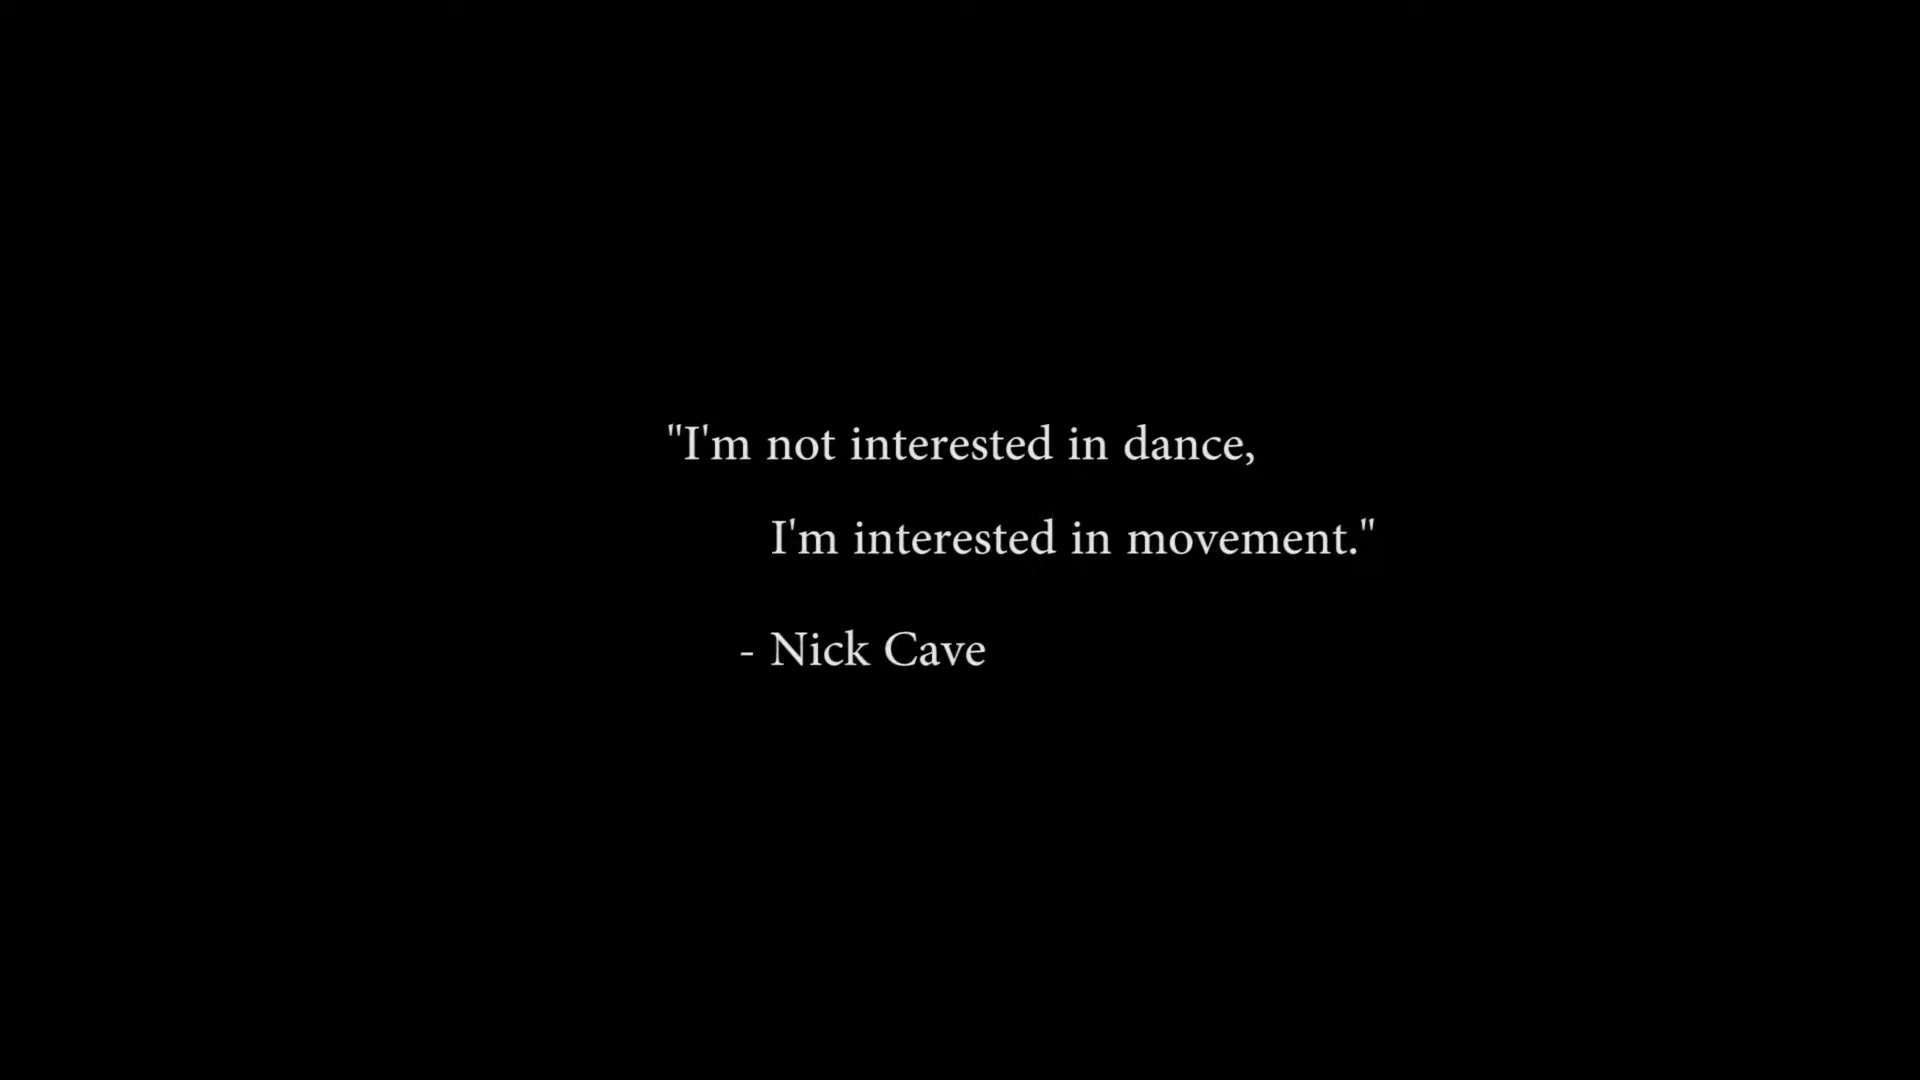 "I'm not interested in dance,
I'm interested in movement."
- Nick Cave